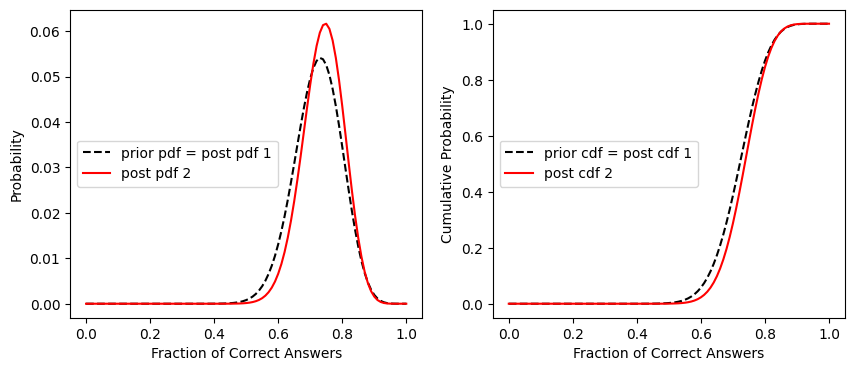 0.06
0.05
0.04
0.03
0.02
0.01
0.00
Probability
prior pdf = post pdf 1
post pdf 2
0.0 0.2 0.4 0.6 0.8 1.0
Fraction of Correct Answers
1.0
0.8
0.6
0.4
0.2
0.0
Cumulative Probability
prior cdf = post cdf 1
post cdf 2
0.0 0.2 0.4 0.6 0.8 1.0
Fraction of Correct Answers